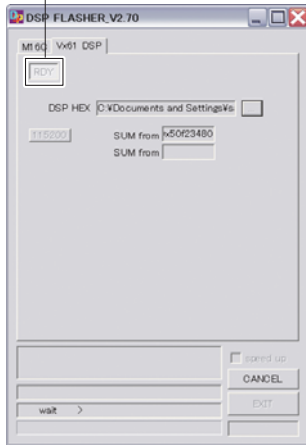 DSP FLASHER_V2.70
M16C Vx61 DSP
RDY
DSP HEX C:¥Documents and Settings¥s
115200 SUM from x50f23480
SUM from
speed up
CANCEL
EXIT
wait >